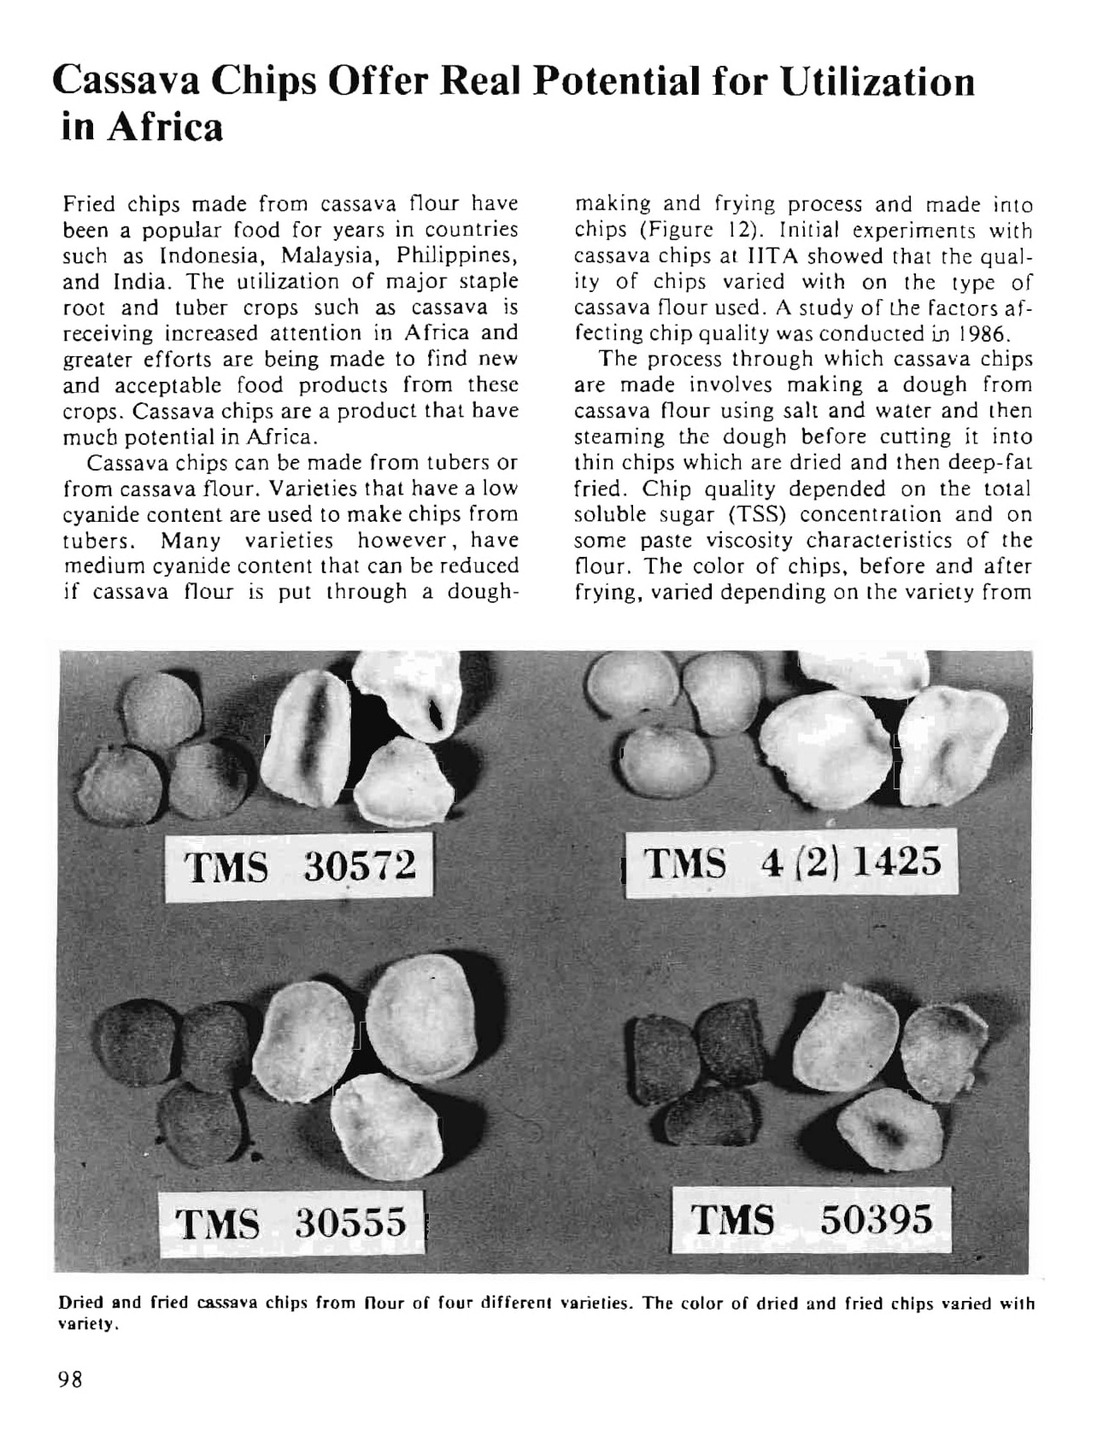 Cassava Chips Offer Real Potential for Utilization
in Africa
Fried chips made from cassava flour have
been a popular food for years in countries
such as Indonesia, Malaysia, Philippines,
and India. The utilization of major staple
root and tuber crops such as cassava is
receiving increased attention in Africa and
greater efforts are being made to find new
and acceptable food products from these
crops. Cassava chips are a product that have
much potential in Africa.
Cassava chips can be made from tubers or
from cassava flour. Varieties that have a low
cyanide content are used to make chips from
tubers. Many varieties however, have
medium cyanide content that can be reduced
if cassava flour is put through a dough-
making and frying process and made into
chips (Figure 12). Initial experiments with
cassava chips at IITA showed that the qual-
ity of chips varied with on the type of
cassava flour used. A study of the factors af-
fecting chip quality was conducted in 1986.
The process through which cassava chips
are made involves making a dough from
cassava flour using salt and water and then
steaming the dough before cutting it into
thin chips which are dried and then deep-fat
fried. Chip quality depended on the total
soluble sugar (TSS) concentration and on
some paste viscosity characteristics of the
flour. The color of chips, before and after
frying, varied depending on the variety from
TMS 30572
TMS 4 (2) 1425
TMS 30555
TMS 50395
Dried and fried cassava chips from flour of four different varieties. The color of dried and fried chips varied with
variety.
98